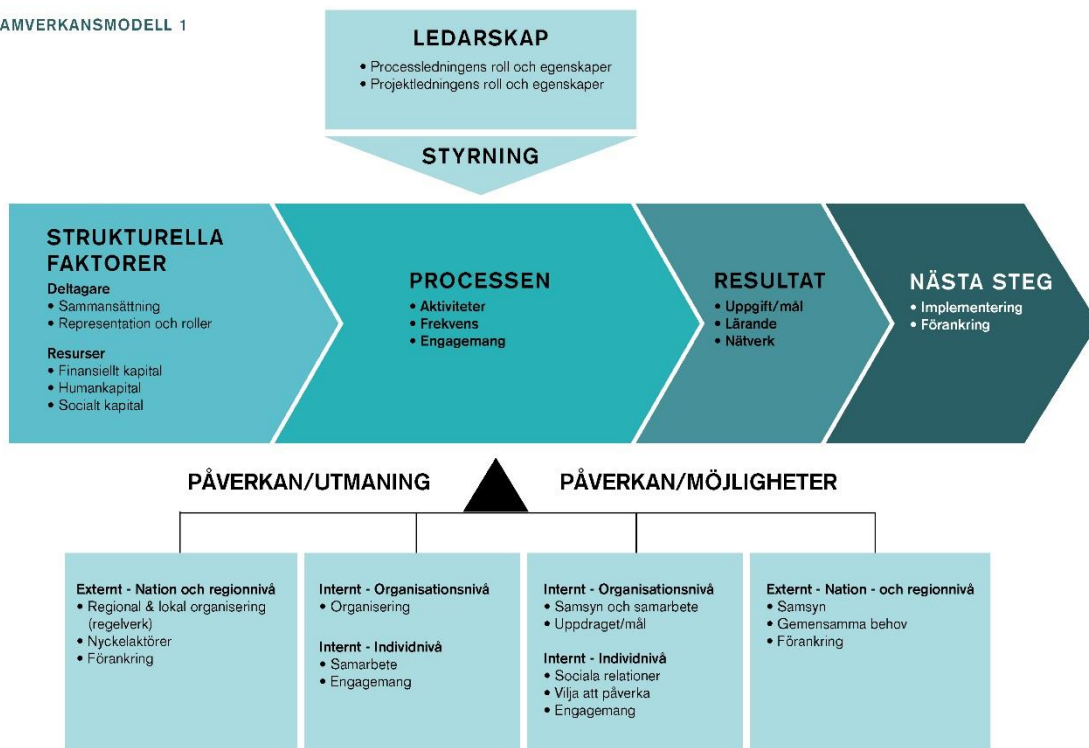 AMVERKANSMODELL 1
LEDARSKAP
• Processledningens roll och egenskaper
• Projektledningens roll och egenskaper
STYRNING
STRUKTURELLA
FAKTORER
Deltagare
• Sammansättning
• Representation och roller
Resurser
• Finansiellt kapital
• Humankapital
• Socialt kapital
PROCESSEN
• Aktiviteter
• Frekvens
• Engagemang
RESULTAT
• Uppgift/mål
• Lärande
• Nätverk
NÄSTA STEG
• Implementering
• Förankring
PÅVERKAN/UTMANING
PÅVERKAN/MÖJLIGHETER
Externt - Nation och regionnivå
• Regional & lokal organisering
(regelverk)
• Nyckelaktörer
• Förankring
Internt - Organisationsnivå
• Organisering
Internt - Individnivå
• Samarbete
• Engagemang
Internt - Organisationsnivå
• Samsyn och samarbete
• Uppdraget/mål
Internt - Individnivå
• Sociala relationer
• Vilja att påverka
• Engagemang
Externt - Nation - och regionnivå
• Samsyn
• Gemensamma behov
• Förankring